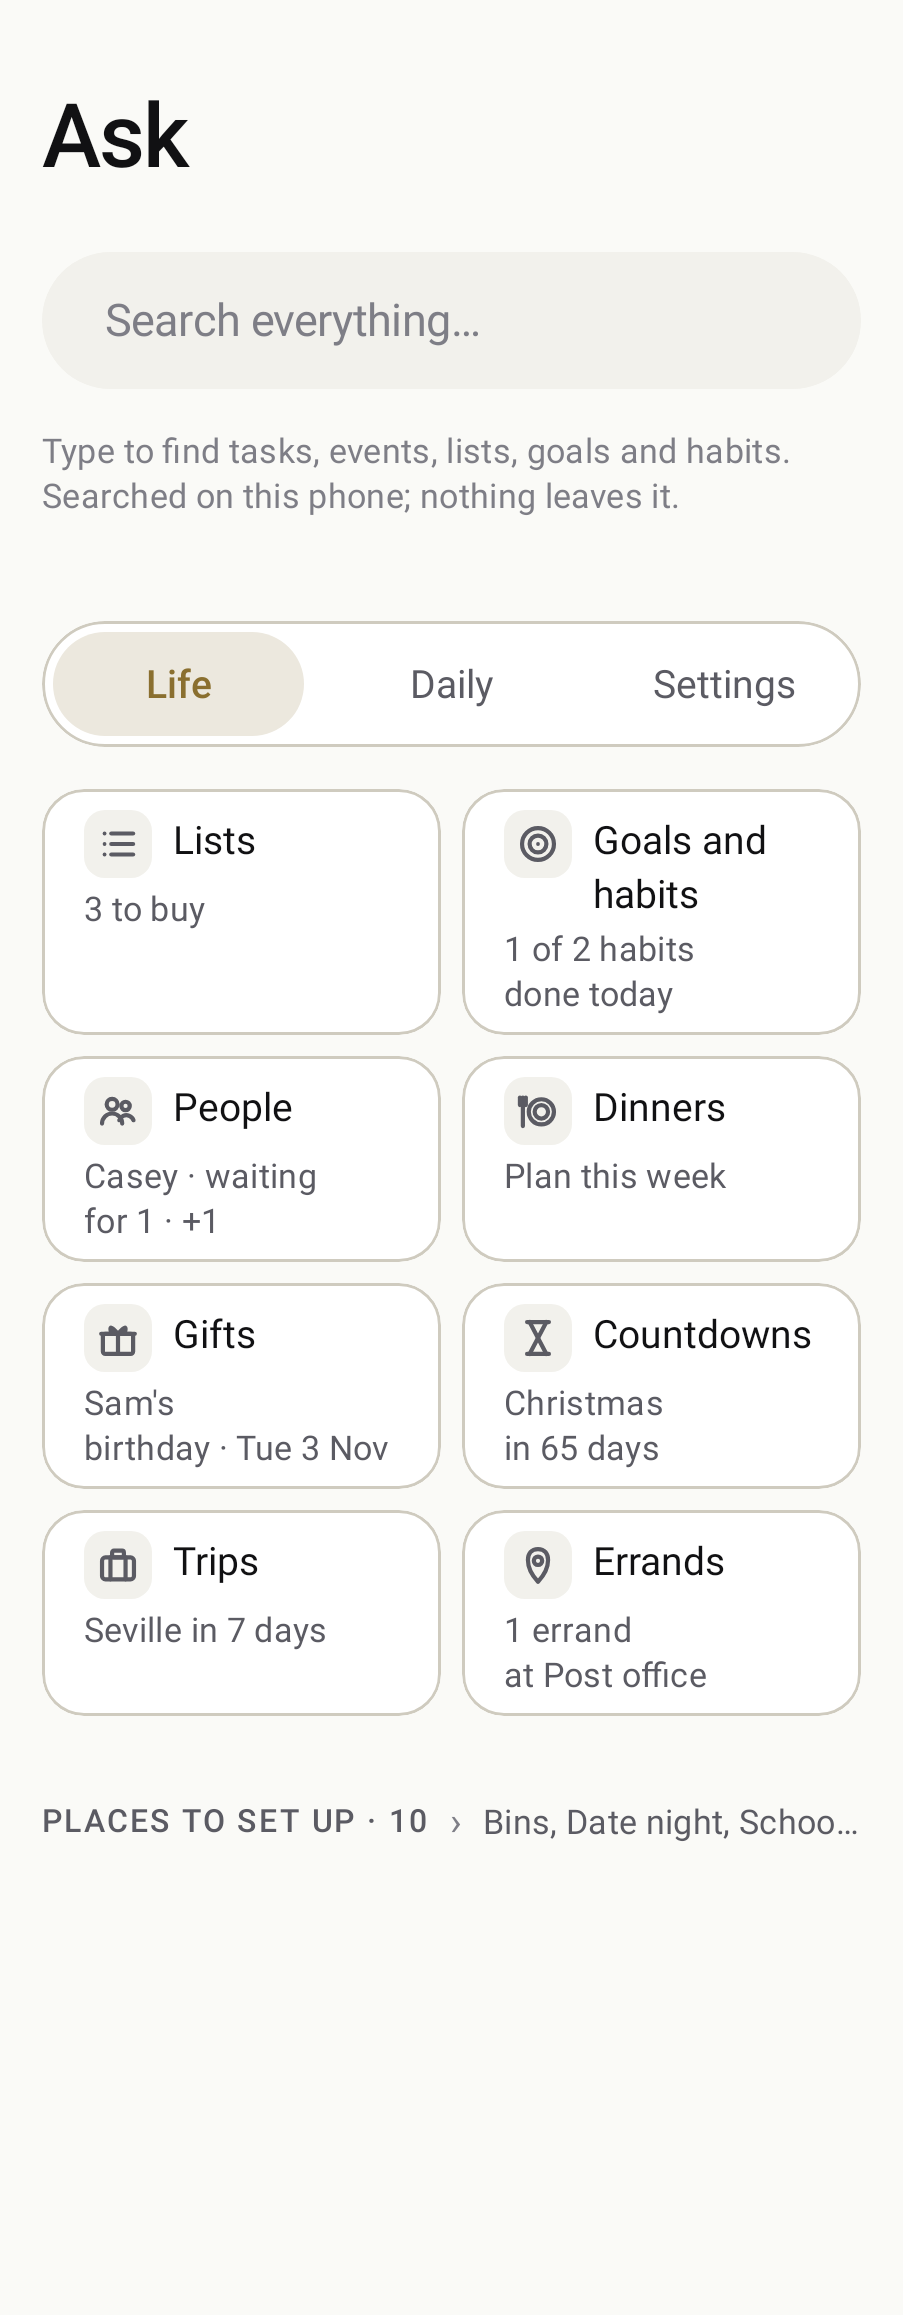 Ask
Search everything…
Type to find tasks, events, lists, goals and habits.
Searched on this phone; nothing leaves it.
Life
Daily
Settings
Lists
3 to buy
Goals and
habits
1 of 2 habits
done today
People
Casey · waiting
for 1 · +1
Dinners
Plan this week
Gifts
Sam's
birthday · Tue 3 Nov
Countdowns
Christmas
in 65 days
Trips
Seville in 7 days
Errands
1 errand
at Post office
PLACES TO SET UP · 10 › Bins, Date night, Schoo…